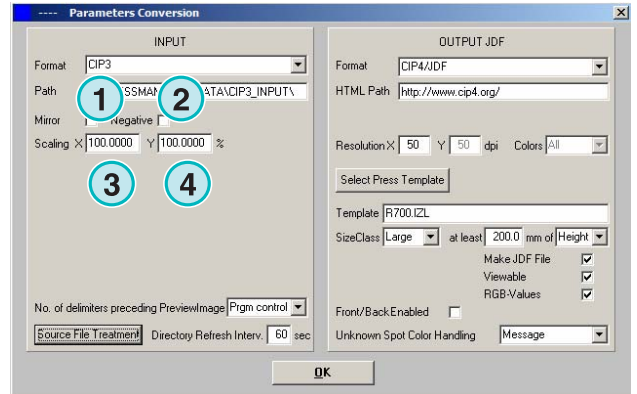 ---- Parameters Conversion
INPUT
Format CIP3
Path SSMAN ATA\CIP3_INPUT\
1 2
Mirror Negative
Scaling X 100.0000 Y 100.0000 %
3 4
No. of delimiters preceding PreviewImage Prgm control
Source File Treatment Directory Refresh Interv. 60 sec
OUTPUT JDF
Format CIP4/JDF
HTML Path http://www.cip4.org/
Resolution X 50 Y 50 dpi Colors All
Select Press Template
Template R700.IZL
SizeClass Large at least 200.0 mm of Height
Make JDF File
Viewable
RGB-Values
Front/Back Enabled
Unknown Spot Color Handling Message
OK